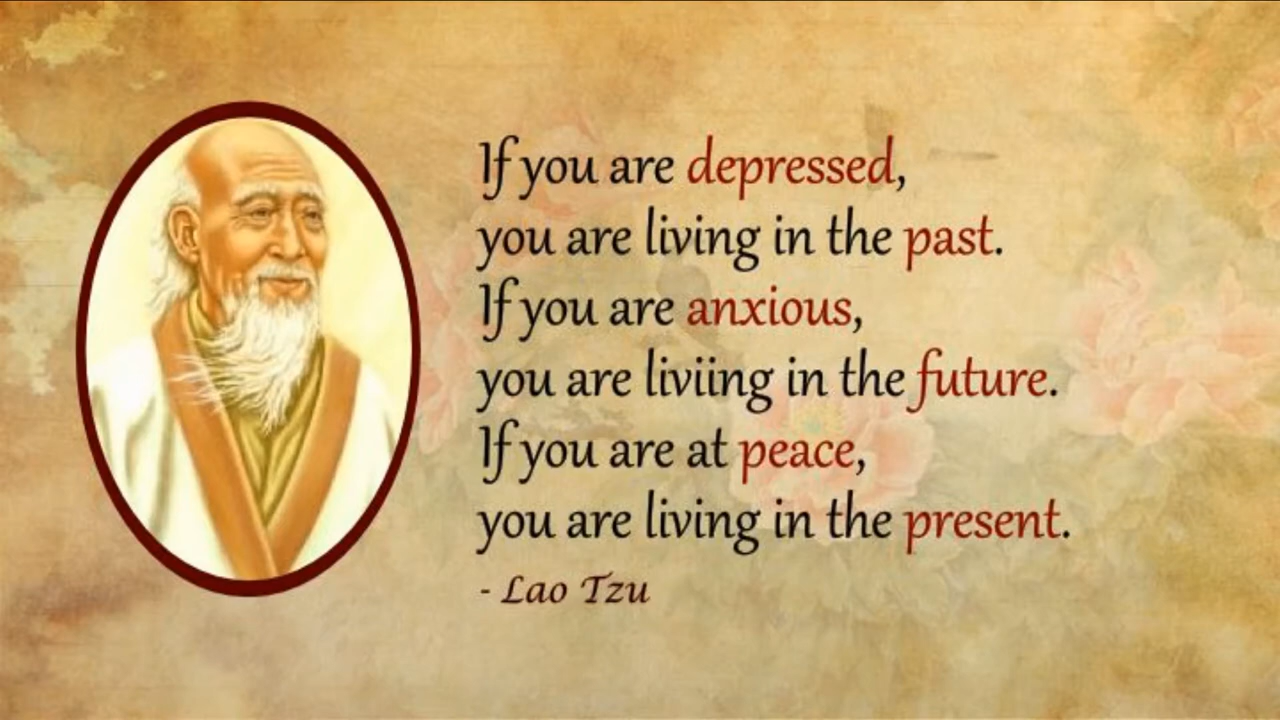 If you are depressed,
you are living in the past.
If you are anxious,
you are liviing in the future.
If you are at peace,
you are living in the present.
- Lao Tzu